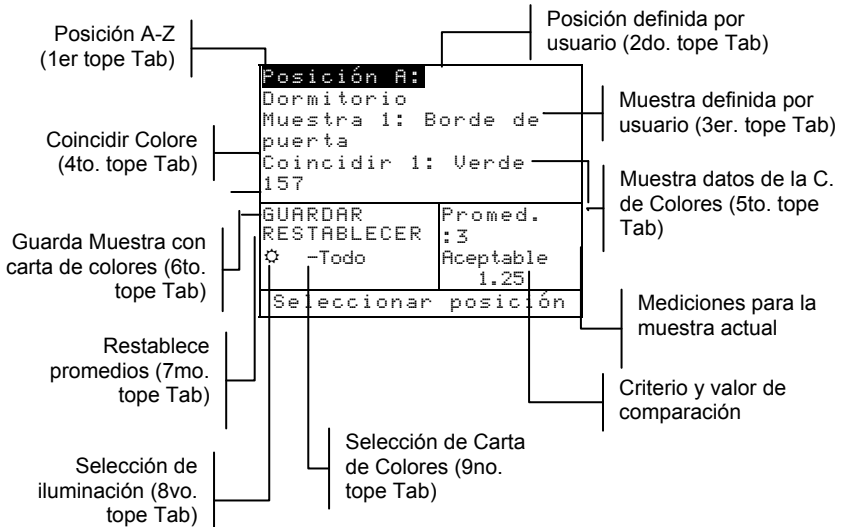 Posición A-Z
(1er tope Tab)
Posición definida por
usuario (2do. tope Tab)
Posición A:
Dormitorio
Muestra 1: Borde de
puerta
Coincidir 1: Verde
157
GUARDAR
RESTABLECER
-Todo
Promed.
:3
Aceptable
1.25
Seleccionar posición
Coincidir Colore
(4to. tope Tab)
Guarda Muestra con
carta de colores (6to.
tope Tab)
Restablece
promedios (7mo.
tope Tab)
Selección de
iluminación (8vo.
tope Tab)
Selección de Carta
de Colores (9no.
tope Tab)
Muestra definida por
usuario (3er. tope Tab)
Muestra datos de la C.
de Colores (5to. tope
Tab)
Mediciones para la
muestra actual
Criterio y valor de
comparación